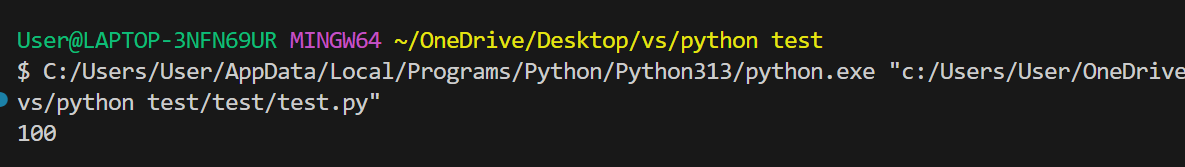 User@LAPTOP-3NFN69UR MINGW64 ~/OneDrive/Desktop/vs/python test
$ C:/Users/User/AppData/Local/Programs/Python/Python313/python.exe "c:/Users/User/OneDrive
vs/python test/test/test.py"
100